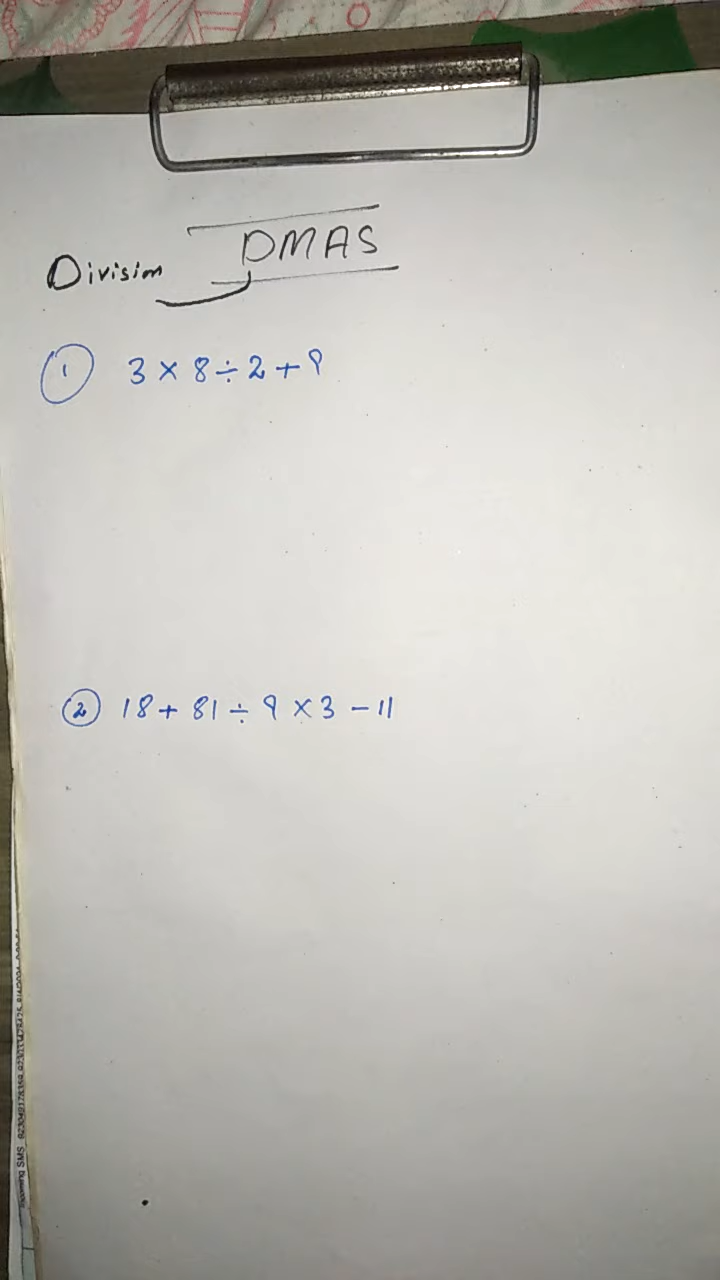 DMAS
Division
1 3 × 8 ÷ 2 + 9
2 18 + 81 ÷ 9 × 3 - 11